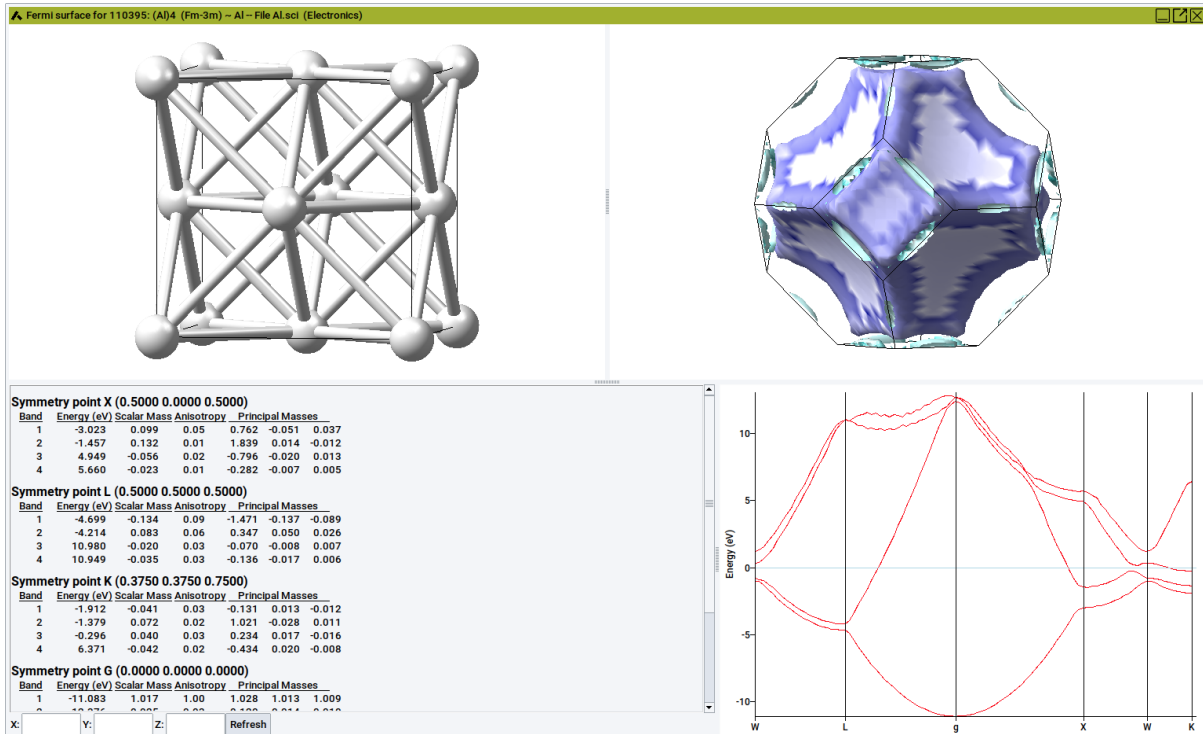 Fermi surface for 110395: (Al)4 (Fm-3m) ~ Al -- File Al.sci (Electronics)
Symmetry point X (0.5000 0.0000 0.5000)
Band Energy (eV) Scalar Mass Anisotropy Principal Masses
1 -3.023 0.099 0.05 0.762 -0.051 0.037
2 -1.457 0.132 0.01 1.839 0.014 -0.012
3 4.949 -0.056 0.02 -0.796 -0.020 0.013
4 5.660 -0.023 0.01 -0.282 -0.007 0.005
Symmetry point L (0.5000 0.5000 0.5000)
Band Energy (eV) Scalar Mass Anisotropy Principal Masses
1 -4.699 -0.134 0.09 -1.471 -0.137 -0.089
2 -4.214 0.083 0.06 0.347 0.050 0.026
3 10.980 -0.020 0.03 -0.070 -0.008 0.007
4 10.949 -0.035 0.03 -0.136 -0.017 0.006
Symmetry point K (0.3750 0.3750 0.7500)
Band Energy (eV) Scalar Mass Anisotropy Principal Masses
1 -1.912 -0.041 0.03 -0.131 0.013 -0.012
2 -1.379 0.072 0.02 1.021 -0.028 0.011
3 -0.296 0.040 0.03 0.234 0.017 -0.016
4 6.371 -0.042 0.02 -0.434 0.020 -0.008
Symmetry point G (0.0000 0.0000 0.0000)
Band Energy (eV) Scalar Mass Anisotropy Principal Masses
1 -11.083 1.017 1.00 1.028 1.013 1.009
X: Y: Z: Refresh
Energy (eV)
10
5
0
-5
-10
W L g X W K